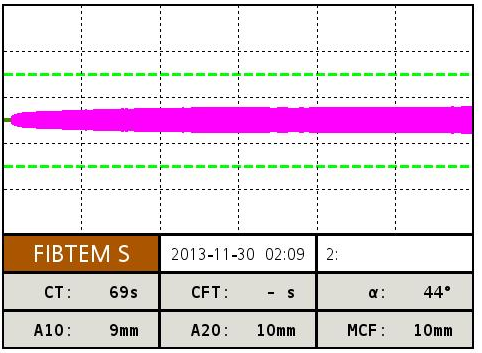 FIBTEM S 2013-11-30 02:09 2:
CT: 69s CFT: - s α: 44°
A10: 9mm A20: 10mm MCF: 10mm